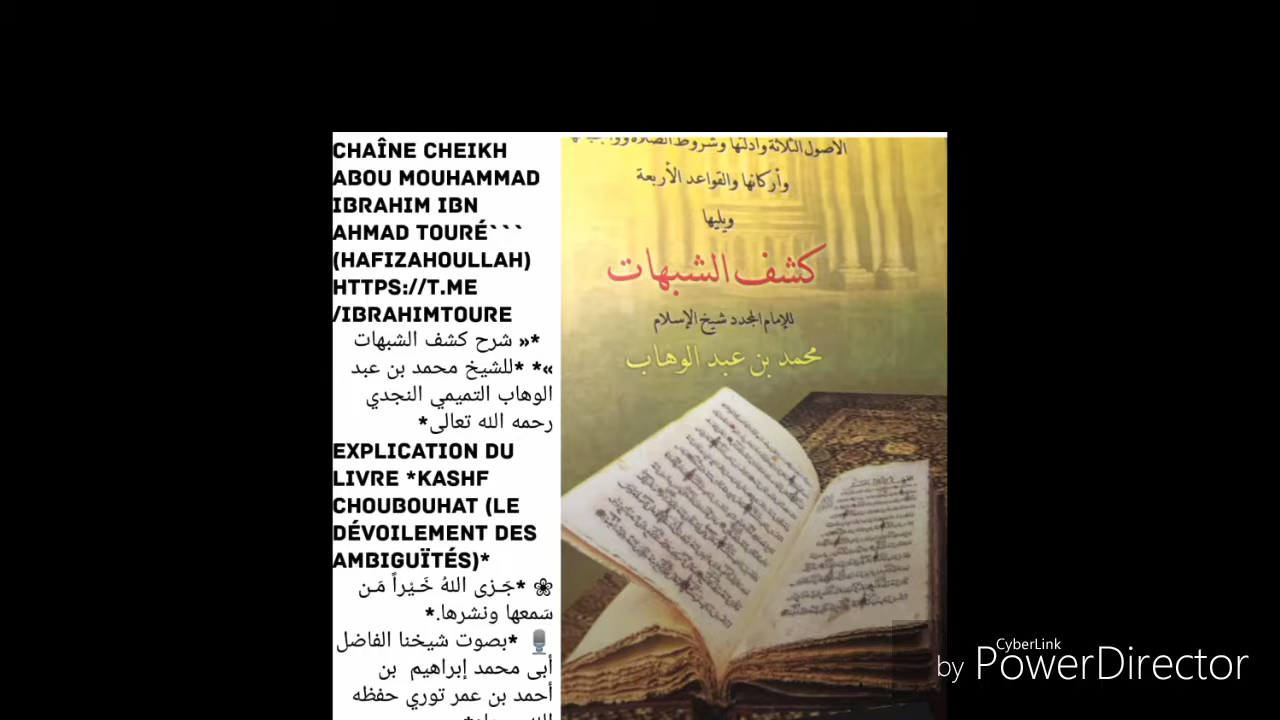 CHAÎNE CHEIKH
ABOU MOUHAMMAD
IBRAHIM IBN
AHMAD TOURÉ```
(HAFIZAHOULLAH)
HTTPS://T.ME
/IBRAHIMTOURE
*« شرح كشف الشبهات
»* *للشيخ محمد بن عبد
الوهاب التميمي النجدي
رحمه الله تعالى*
EXPLICATION DU
LIVRE *KASHF
CHOUBOUHAT (LE
DÉVOILEMENT DES
AMBIGUÏTÉS)*
❀ *جَـزى اللهُ خَـيْراً مَـن
سَمعها ونشرها.*
🎙️ *بصوت شيخنا الفاضل
أبى محمد إبراهيم بن
أحمد بن عمر توري حفظه
الأصول الثلاثة وأدلتها وشروط الصلاة
وأركانها والقواعد الأربعة
ويليها
كشف الشبهات
للإمام المجدد شيخ الإسلام
محمد بن عبد الوهاب
CyberLink
by PowerDirector